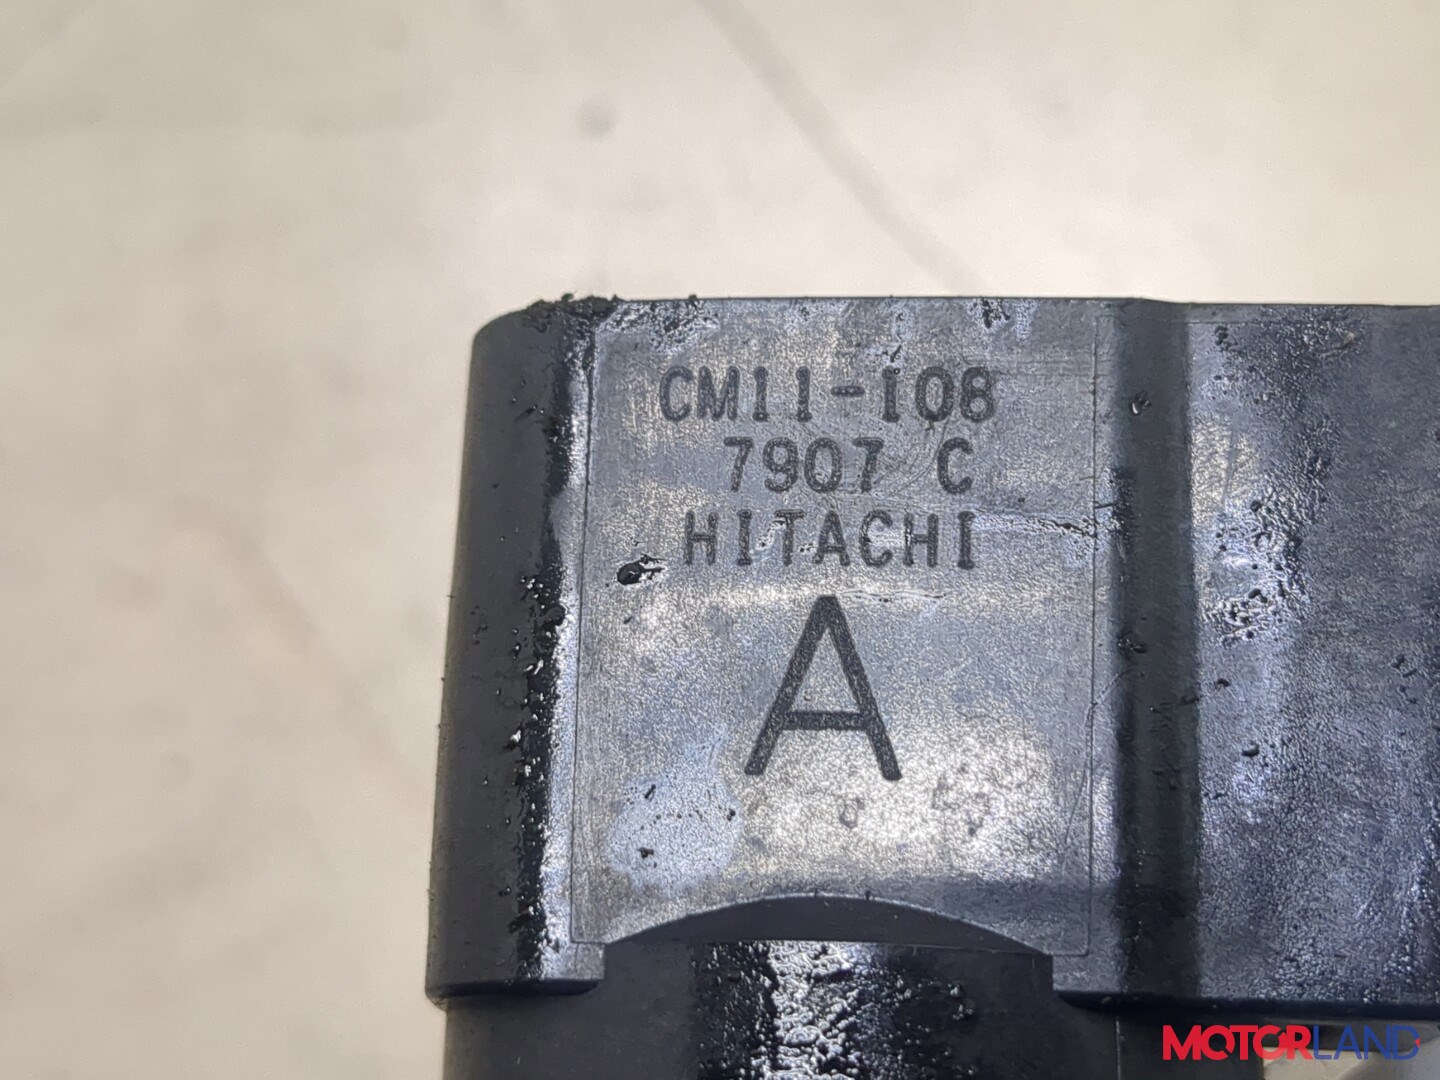 CM11-108
7907 C
HITACHI
A
MOTORLAND